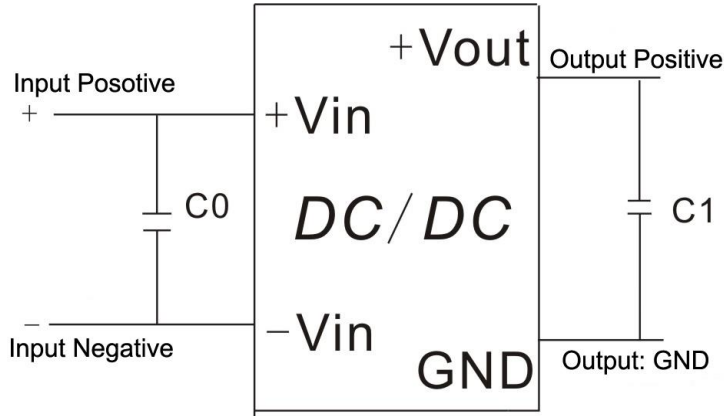 +Vout
Output Positive
Input Posotive
+
+Vin
C0
DC/DC
C1
−
−Vin
Input Negative
GND
Output: GND